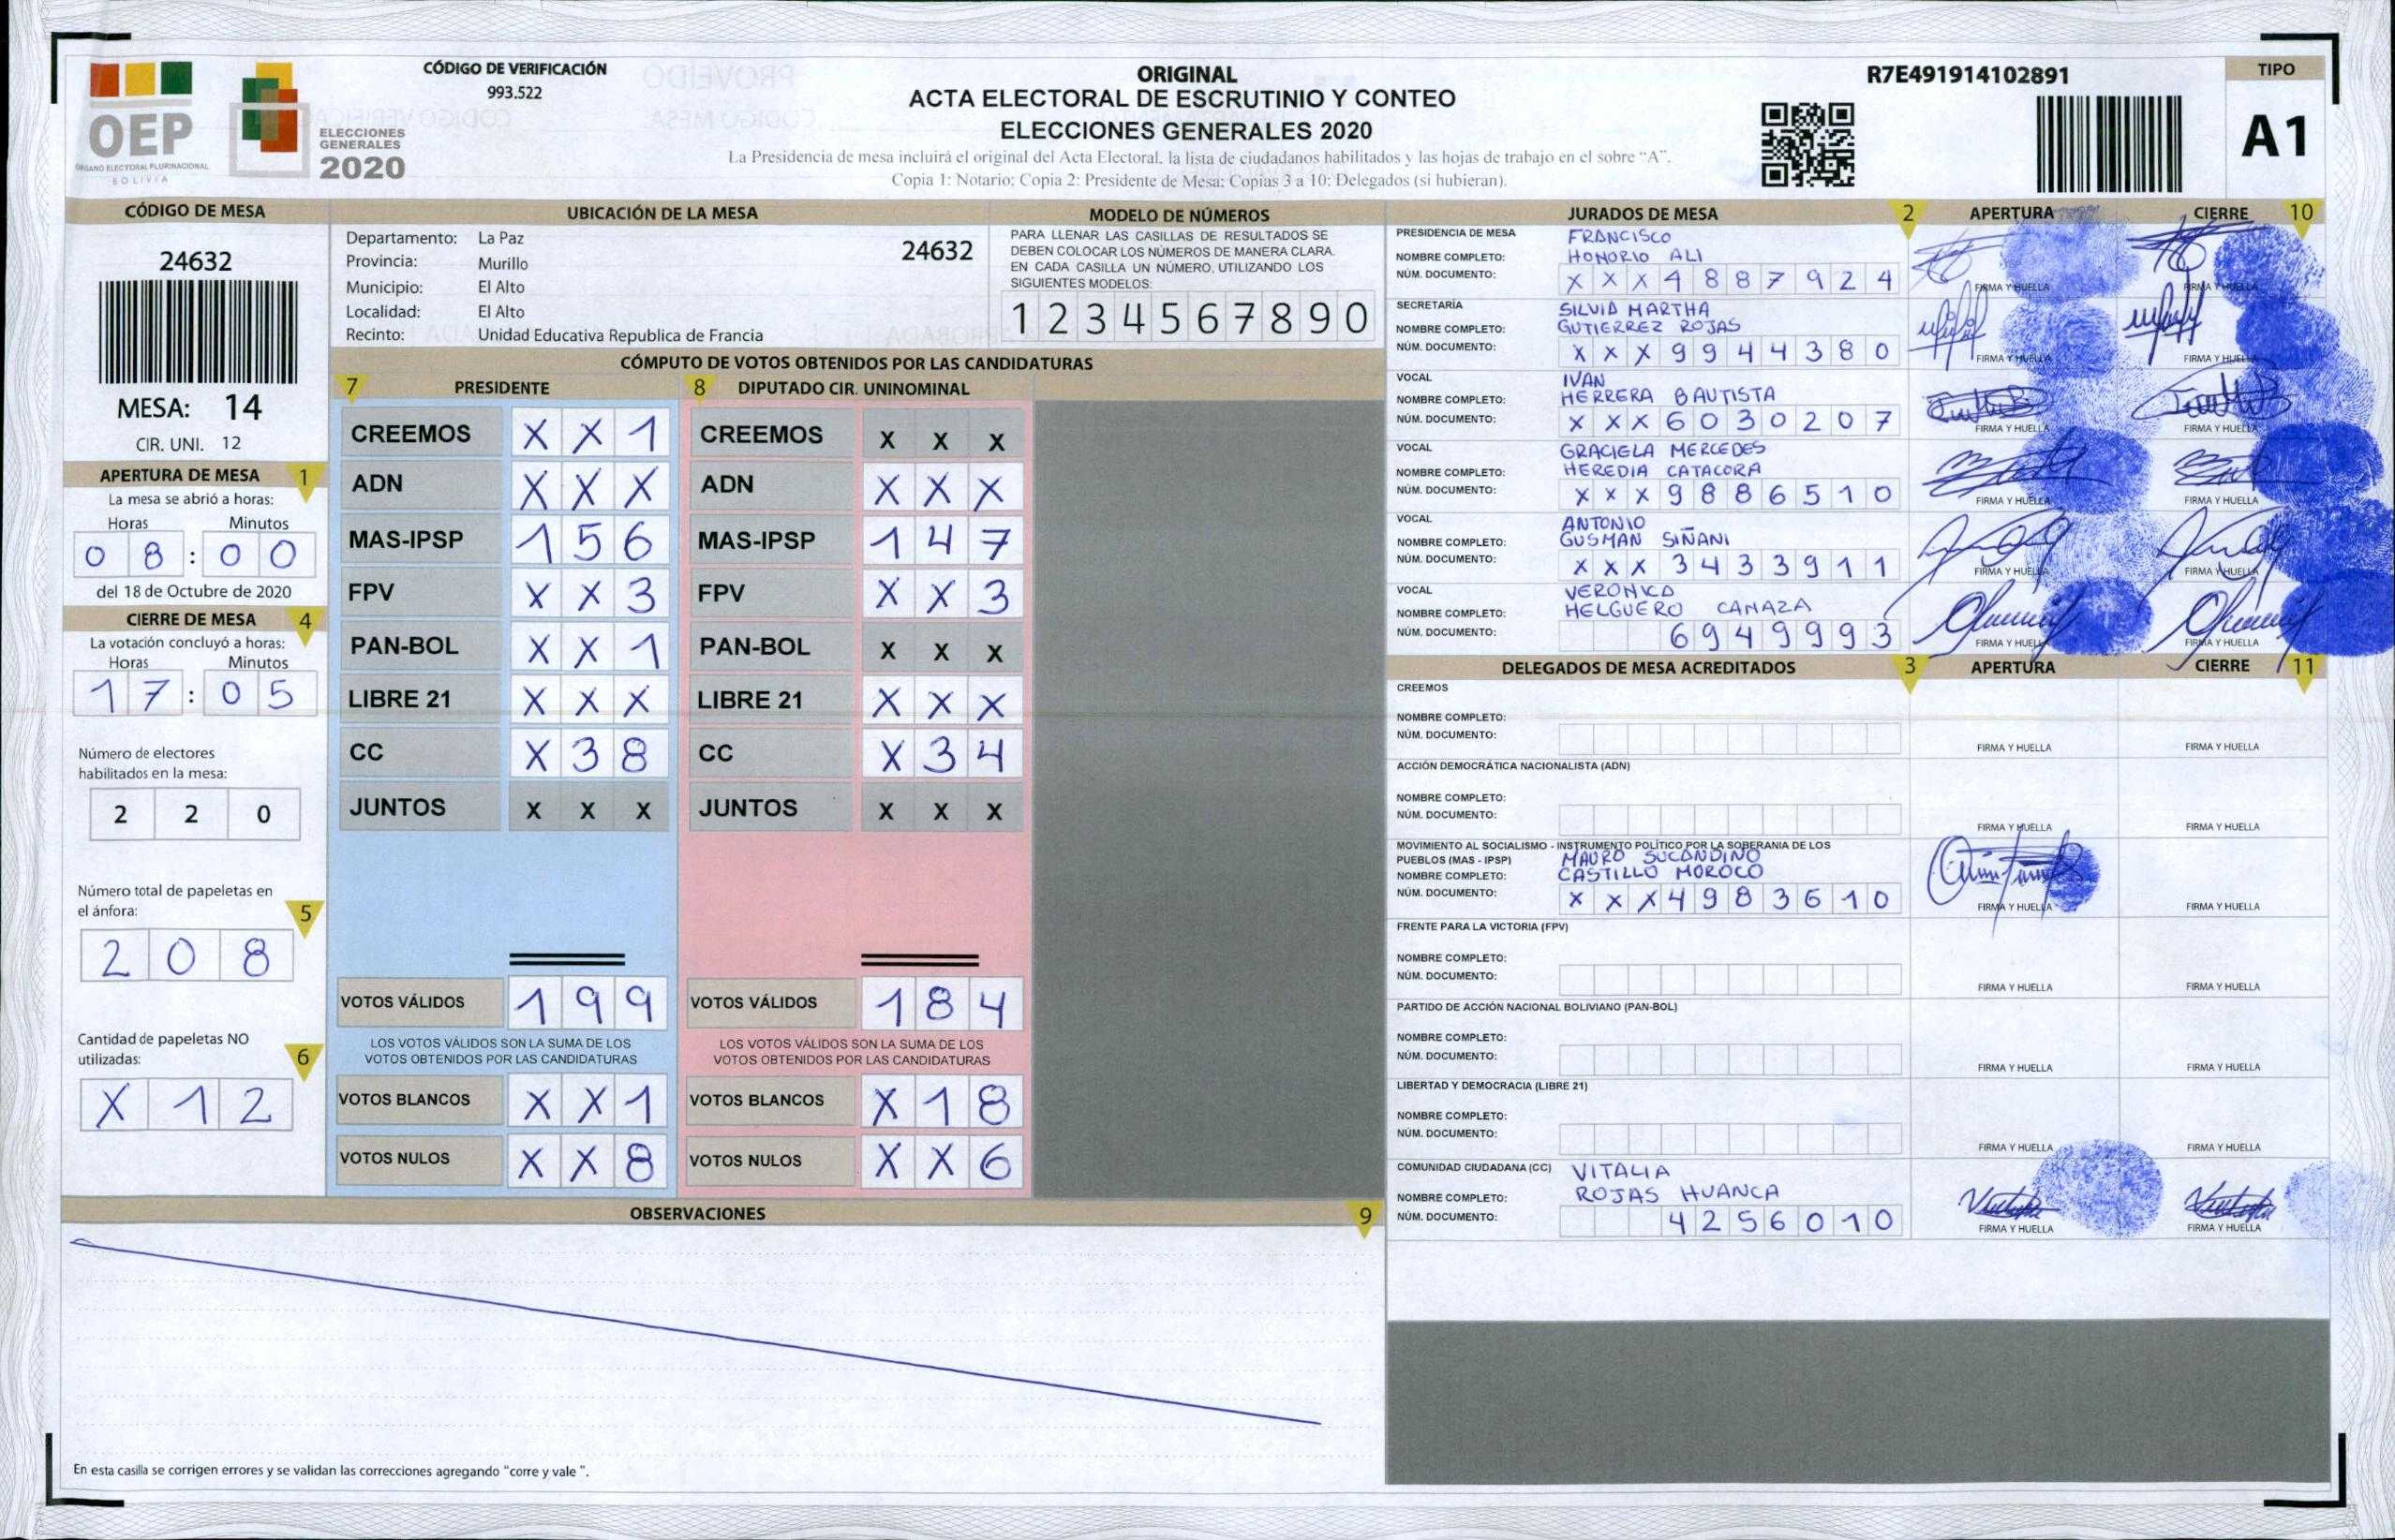 CÓDIGO DE VERIFICACIÓN
993.522
OEP
ÓRGANO ELECTORAL PLURINACIONAL
BOLIVIA
ELECCIONES
GENERALES
2020
ORIGINAL
ACTA ELECTORAL DE ESCRUTINIO Y CONTEO
ELECCIONES GENERALES 2020
La Presidencia de mesa incluirá el original del Acta Electoral, la lista de ciudadanos habilitados y las hojas de trabajo en el sobre “A”.
Copia 1: Notario; Copia 2: Presidente de Mesa; Copias 3 a 10: Delegados (si hubieran).
R7E491914102891
TIPO
A1
CÓDIGO DE MESA
24632
MESA: 14
CIR. UNI. 12
APERTURA DE MESA 1
La mesa se abrió a horas:
Horas Minutos
0 8 : 0 0
del 18 de Octubre de 2020
CIERRE DE MESA 4
La votación concluyó a horas:
Horas Minutos
1 7 : 0 5
Número de electores
habilitados en la mesa:
2 2 0
Número total de papeletas en
el ánfora: 5
2 0 8
Cantidad de papeletas NO
utilizadas: 6
X 1 2
UBICACIÓN DE LA MESA
Departamento: La Paz
Provincia: Murillo
Municipio: El Alto
Localidad: El Alto
Recinto: Unidad Educativa Republica de Francia
24632
MODELO DE NÚMEROS
PARA LLENAR LAS CASILLAS DE RESULTADOS SE
DEBEN COLOCAR LOS NÚMEROS DE MANERA CLARA.
EN CADA CASILLA UN NÚMERO, UTILIZANDO LOS
SIGUIENTES MODELOS:
1 2 3 4 5 6 7 8 9 0
CÓMPUTO DE VOTOS OBTENIDOS POR LAS CANDIDATURAS
7 PRESIDENTE 8 DIPUTADO CIR. UNINOMINAL
CREEMOS X X 1 CREEMOS X X X
ADN X X X ADN X X X
MAS-IPSP 1 5 6 MAS-IPSP 1 4 7
FPV X X 3 FPV X X 3
PAN-BOL X X 1 PAN-BOL X X X
LIBRE 21 X X X LIBRE 21 X X X
CC X 3 8 CC X 3 4
JUNTOS X X X JUNTOS X X X
VOTOS VÁLIDOS 1 9 9 VOTOS VÁLIDOS 1 8 4
LOS VOTOS VÁLIDOS SON LA SUMA DE LOS LOS VOTOS VÁLIDOS SON LA SUMA DE LOS
VOTOS OBTENIDOS POR LAS CANDIDATURAS VOTOS OBTENIDOS POR LAS CANDIDATURAS
VOTOS BLANCOS X X 1 VOTOS BLANCOS X 1 8
VOTOS NULOS X X 8 VOTOS NULOS X X 6
OBSERVACIONES 9
En esta casilla se corrigen errores y se validan las correcciones agregando "corre y vale ".
JURADOS DE MESA 2 APERTURA CIERRE 10
PRESIDENCIA DE MESA FRANCISCO
NOMBRE COMPLETO: HONORIO ALI
NÚM. DOCUMENTO: X X X 4 8 8 7 9 2 4 FIRMA Y HUELLA FIRMA Y HUELLA
SECRETARÍA SILVIA MARTHA
NOMBRE COMPLETO: GUTIERREZ ROJAS
NÚM. DOCUMENTO: X X X 9 9 4 4 3 8 0 FIRMA Y HUELLA FIRMA Y HUELLA
VOCAL IVAN
NOMBRE COMPLETO: HERRERA BAUTISTA
NÚM. DOCUMENTO: X X X 6 0 3 0 2 0 7 FIRMA Y HUELLA FIRMA Y HUELLA
VOCAL GRACIELA MERCEDES
NOMBRE COMPLETO: HEREDIA CATACORA
NÚM. DOCUMENTO: X X X 9 8 8 6 5 1 0 FIRMA Y HUELLA FIRMA Y HUELLA
VOCAL ANTONIO
NOMBRE COMPLETO: GUSMAN SIÑANI
NÚM. DOCUMENTO: X X X 3 4 3 3 9 1 1 FIRMA Y HUELLA FIRMA Y HUELLA
VOCAL VERONICA
NOMBRE COMPLETO: HELGUERO CANAZA
NÚM. DOCUMENTO: 6 9 4 9 9 9 3 FIRMA Y HUELLA FIRMA Y HUELLA
DELEGADOS DE MESA ACREDITADOS 3 APERTURA CIERRE 11
CREEMOS
NOMBRE COMPLETO:
NÚM. DOCUMENTO: FIRMA Y HUELLA FIRMA Y HUELLA
ACCIÓN DEMOCRÁTICA NACIONALISTA (ADN)
NOMBRE COMPLETO:
NÚM. DOCUMENTO: FIRMA Y HUELLA FIRMA Y HUELLA
MOVIMIENTO AL SOCIALISMO - INSTRUMENTO POLÍTICO POR LA SOBERANIA DE LOS
PUEBLOS (MAS - IPSP) MAURO SUCANDINO
NOMBRE COMPLETO: CASTILLO MOROCO
NÚM. DOCUMENTO: X X X 4 9 8 3 6 1 0 FIRMA Y HUELLA FIRMA Y HUELLA
FRENTE PARA LA VICTORIA (FPV)
NOMBRE COMPLETO:
NÚM. DOCUMENTO: FIRMA Y HUELLA FIRMA Y HUELLA
PARTIDO DE ACCIÓN NACIONAL BOLIVIANO (PAN-BOL)
NOMBRE COMPLETO:
NÚM. DOCUMENTO: FIRMA Y HUELLA FIRMA Y HUELLA
LIBERTAD Y DEMOCRACIA (LIBRE 21)
NOMBRE COMPLETO:
NÚM. DOCUMENTO: FIRMA Y HUELLA FIRMA Y HUELLA
COMUNIDAD CIUDADANA (CC) VITALIA
NOMBRE COMPLETO: ROJAS HUANCA
NÚM. DOCUMENTO: 4 2 5 6 0 1 0 FIRMA Y HUELLA FIRMA Y HUELLA